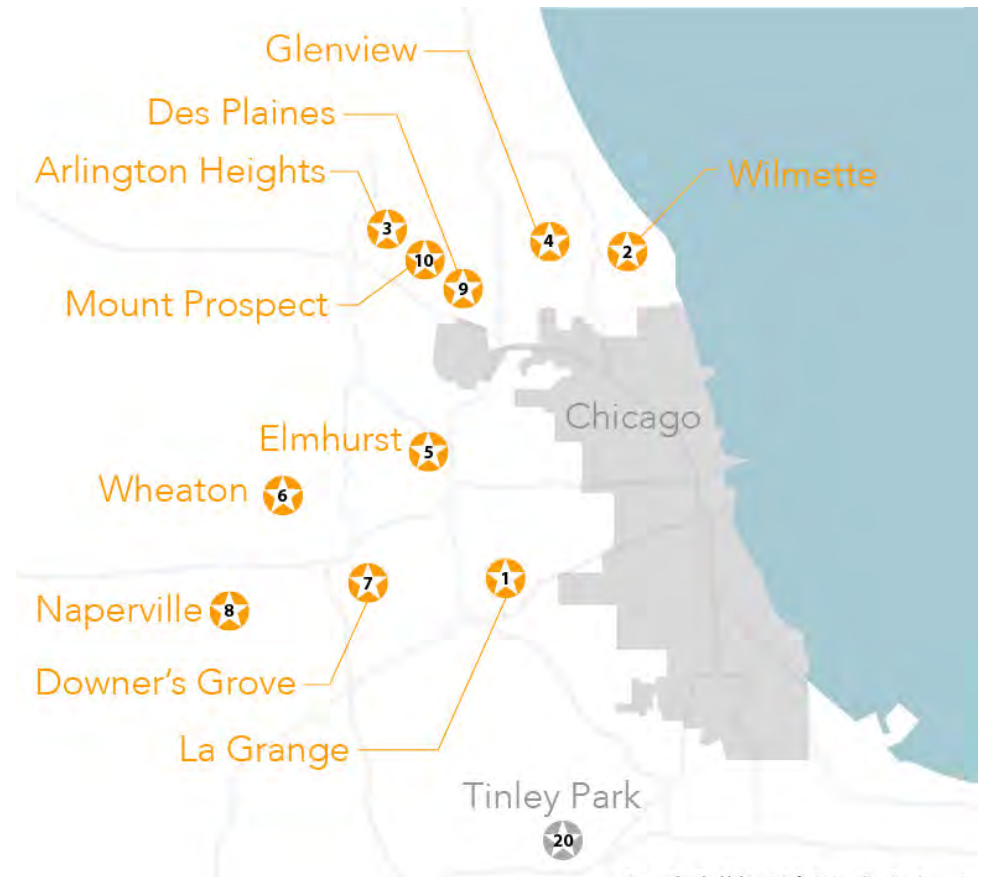 Glenview
Des Plaines
Arlington Heights
Wilmette
3
4
2
10
9
Mount Prospect
Chicago
Elmhurst
5
Wheaton
6
7
1
Naperville
8
Downer's Grove
La Grange
Tinley Park
20